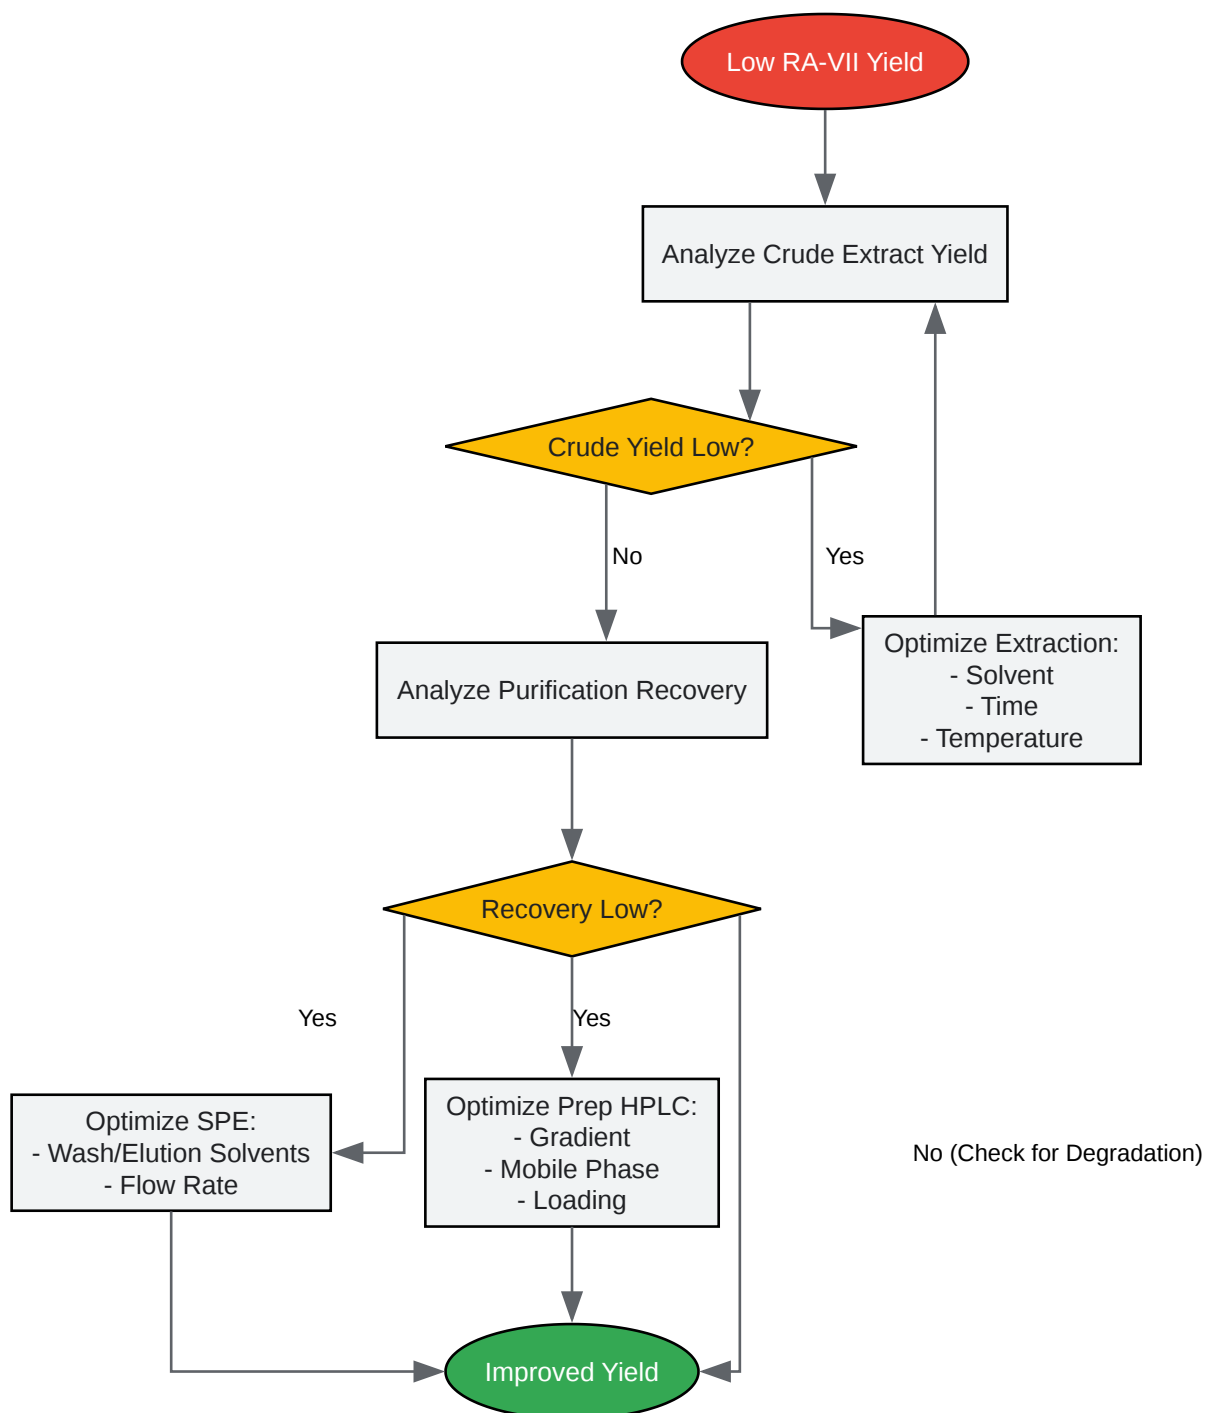 Low RA-VII Yield
Analyze Crude Extract Yield
Crude Yield Low?
No
Yes
Optimize Extraction:
- Solvent
- Time
- Temperature
Analyze Purification Recovery
Recovery Low?
Yes
Yes
Optimize SPE:
- Wash/Elution Solvents
- Flow Rate
Optimize Prep HPLC:
- Gradient
- Mobile Phase
- Loading
No (Check for Degradation)
Improved Yield